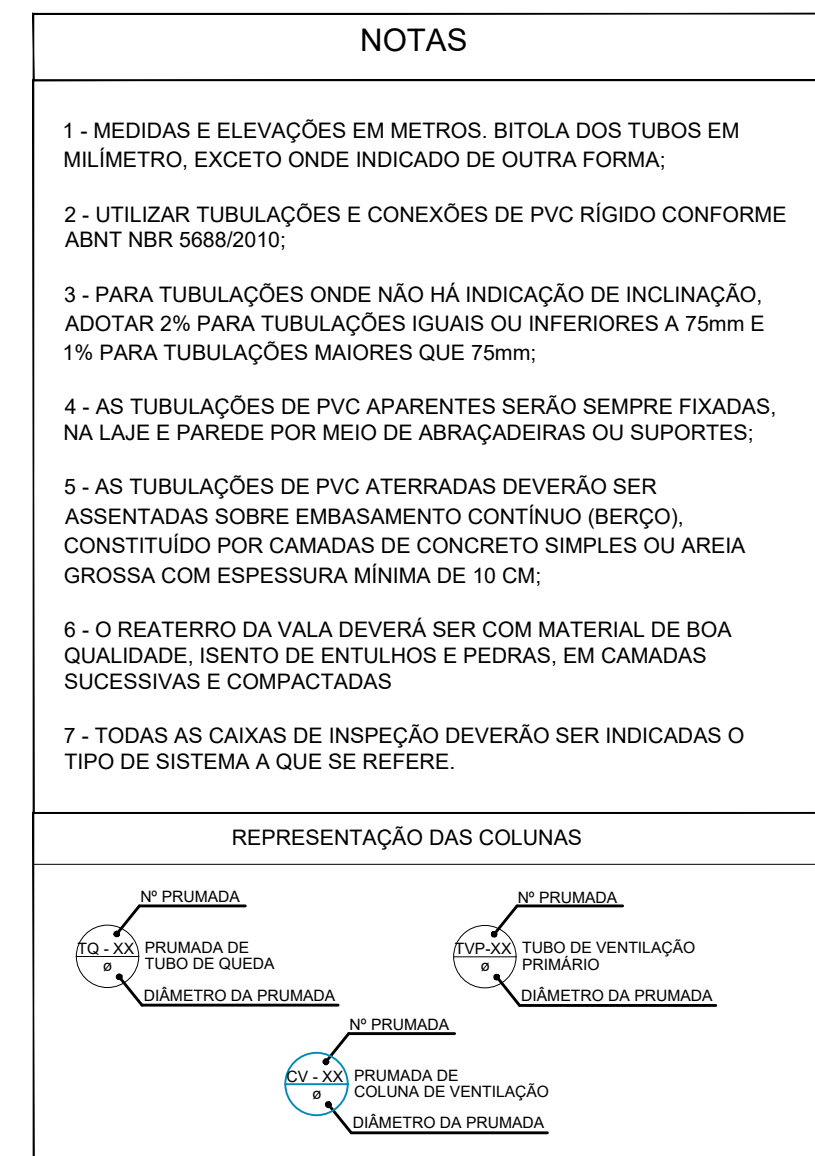 NOTAS
1 - MEDIDAS E ELEVAÇÕES EM METROS. BITOLA DOS TUBOS EM
MILÍMETRO, EXCETO ONDE INDICADO DE OUTRA FORMA;
2 - UTILIZAR TUBULAÇÕES E CONEXÕES DE PVC RÍGIDO CONFORME
ABNT NBR 5688/2010;
3 - PARA TUBULAÇÕES ONDE NÃO HÁ INDICAÇÃO DE INCLINAÇÃO,
ADOTAR 2% PARA TUBULAÇÕES IGUAIS OU INFERIORES A 75mm E
1% PARA TUBULAÇÕES MAIORES QUE 75mm;
4 - AS TUBULAÇÕES DE PVC APARENTES SERÃO SEMPRE FIXADAS,
NA LAJE E PAREDE POR MEIO DE ABRAÇADEIRAS OU SUPORTES;
5 - AS TUBULAÇÕES DE PVC ATERRADAS DEVERÃO SER
ASSENTADAS SOBRE EMBASAMENTO CONTÍNUO (BERÇO),
CONSTITUÍDO POR CAMADAS DE CONCRETO SIMPLES OU AREIA
GROSSA COM ESPESSURA MÍNIMA DE 10 CM;
6 - O REATERRO DA VALA DEVERÁ SER COM MATERIAL DE BOA
QUALIDADE, ISENTO DE ENTULHOS E PEDRAS, EM CAMADAS
SUCESSIVAS E COMPACTADAS
7 - TODAS AS CAIXAS DE INSPEÇÃO DEVERÃO SER INDICADAS O
TIPO DE SISTEMA A QUE SE REFERE.
REPRESENTAÇÃO DAS COLUNAS
Nº PRUMADA
TQ - XX
ø
PRUMADA DE
TUBO DE QUEDA
DIÂMETRO DA PRUMADA
Nº PRUMADA
TVP-XX
ø
TUBO DE VENTILAÇÃO
PRIMÁRIO
DIÂMETRO DA PRUMADA
Nº PRUMADA
CV - XX
ø
PRUMADA DE
COLUNA DE VENTILAÇÃO
DIÂMETRO DA PRUMADA